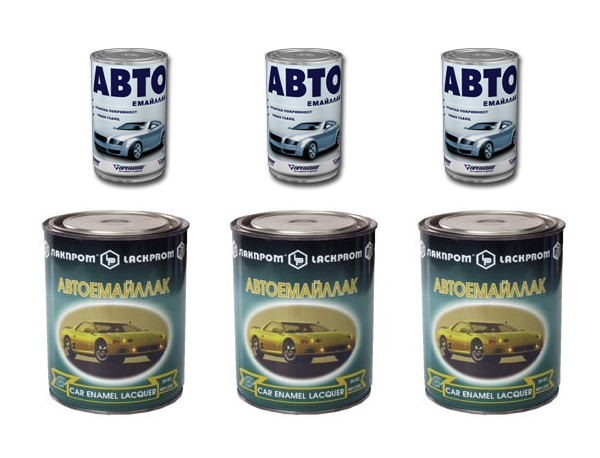 АВТО
ЕМАЙЛЛАК
АВТО
ЕМАЙЛЛАК
АВТО
ЕМАЙЛЛАК
ЛАКПРОМ® LACKPROM®
АВТОЕМАЙЛЛАК
CAR ENAMEL LACQUER
ЛАКПРОМ® LACKPROM®
АВТОЕМАЙЛЛАК
CAR ENAMEL LACQUER
ЛАКПРОМ® LACKPROM®
АВТОЕМАЙЛЛАК
CAR ENAMEL LACQUER